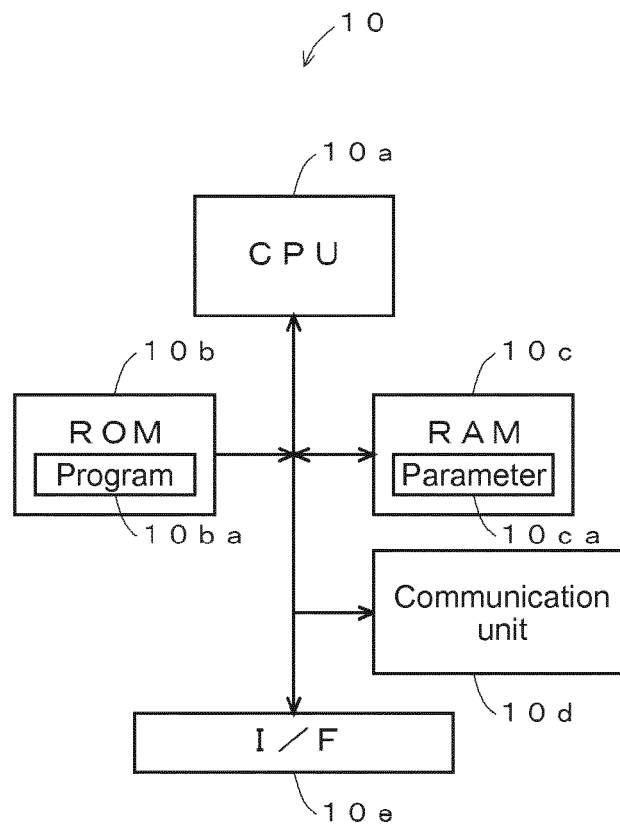 10
10a
CPU
10b
10c
ROM
RAM
Program
Parameter
10ba
10ca
Communication
unit
10d
I/F
10e